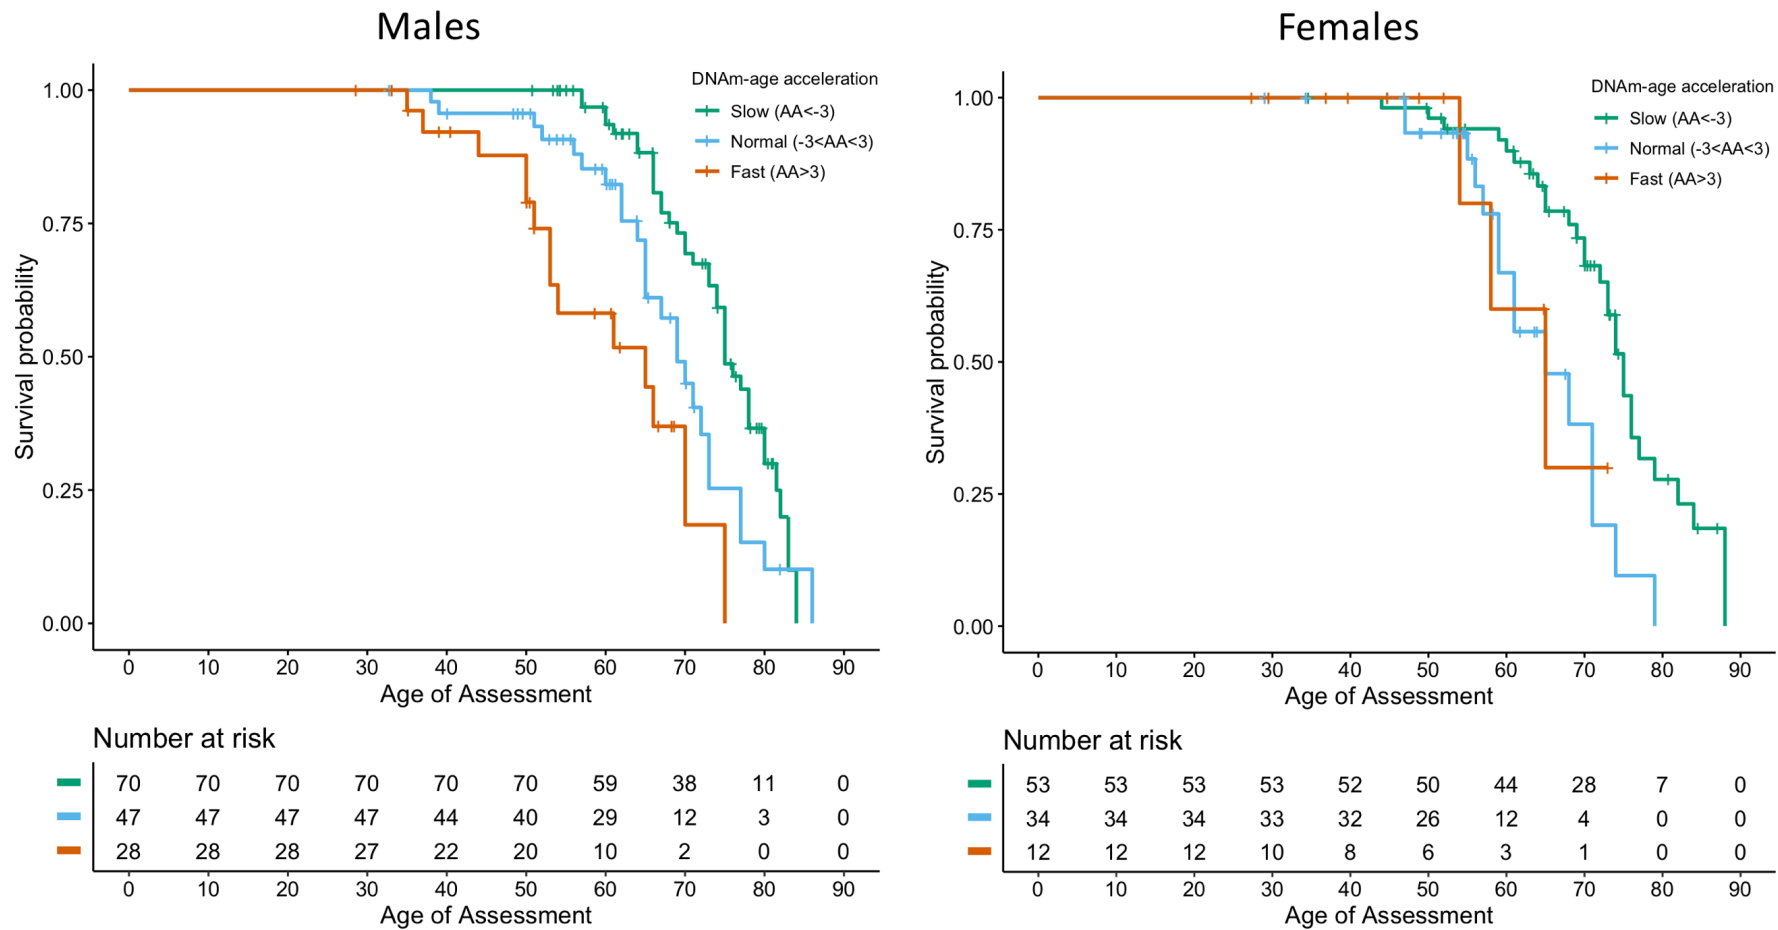 Males
DNAm-age acceleration
Slow (AA<-3)
Normal (-3<AA<3)
Fast (AA>3)
Survival probability
1.00
0.75
0.50
0.25
0.00
0 10 20 30 40 50 60 70 80 90
Age of Assessment
Number at risk
70 70 70 70 70 70 59 38 11 0
47 47 47 47 44 40 29 12 3 0
28 28 28 27 22 20 10 2 0 0
0 10 20 30 40 50 60 70 80 90
Age of Assessment
Females
DNAm-age acceleration
Slow (AA<-3)
Normal (-3<AA<3)
Fast (AA>3)
Survival probability
1.00
0.75
0.50
0.25
0.00
0 10 20 30 40 50 60 70 80 90
Age of Assessment
Number at risk
53 53 53 53 52 50 44 28 7 0
34 34 34 33 32 26 12 4 0 0
12 12 12 10 8 6 3 1 0 0
0 10 20 30 40 50 60 70 80 90
Age of Assessment